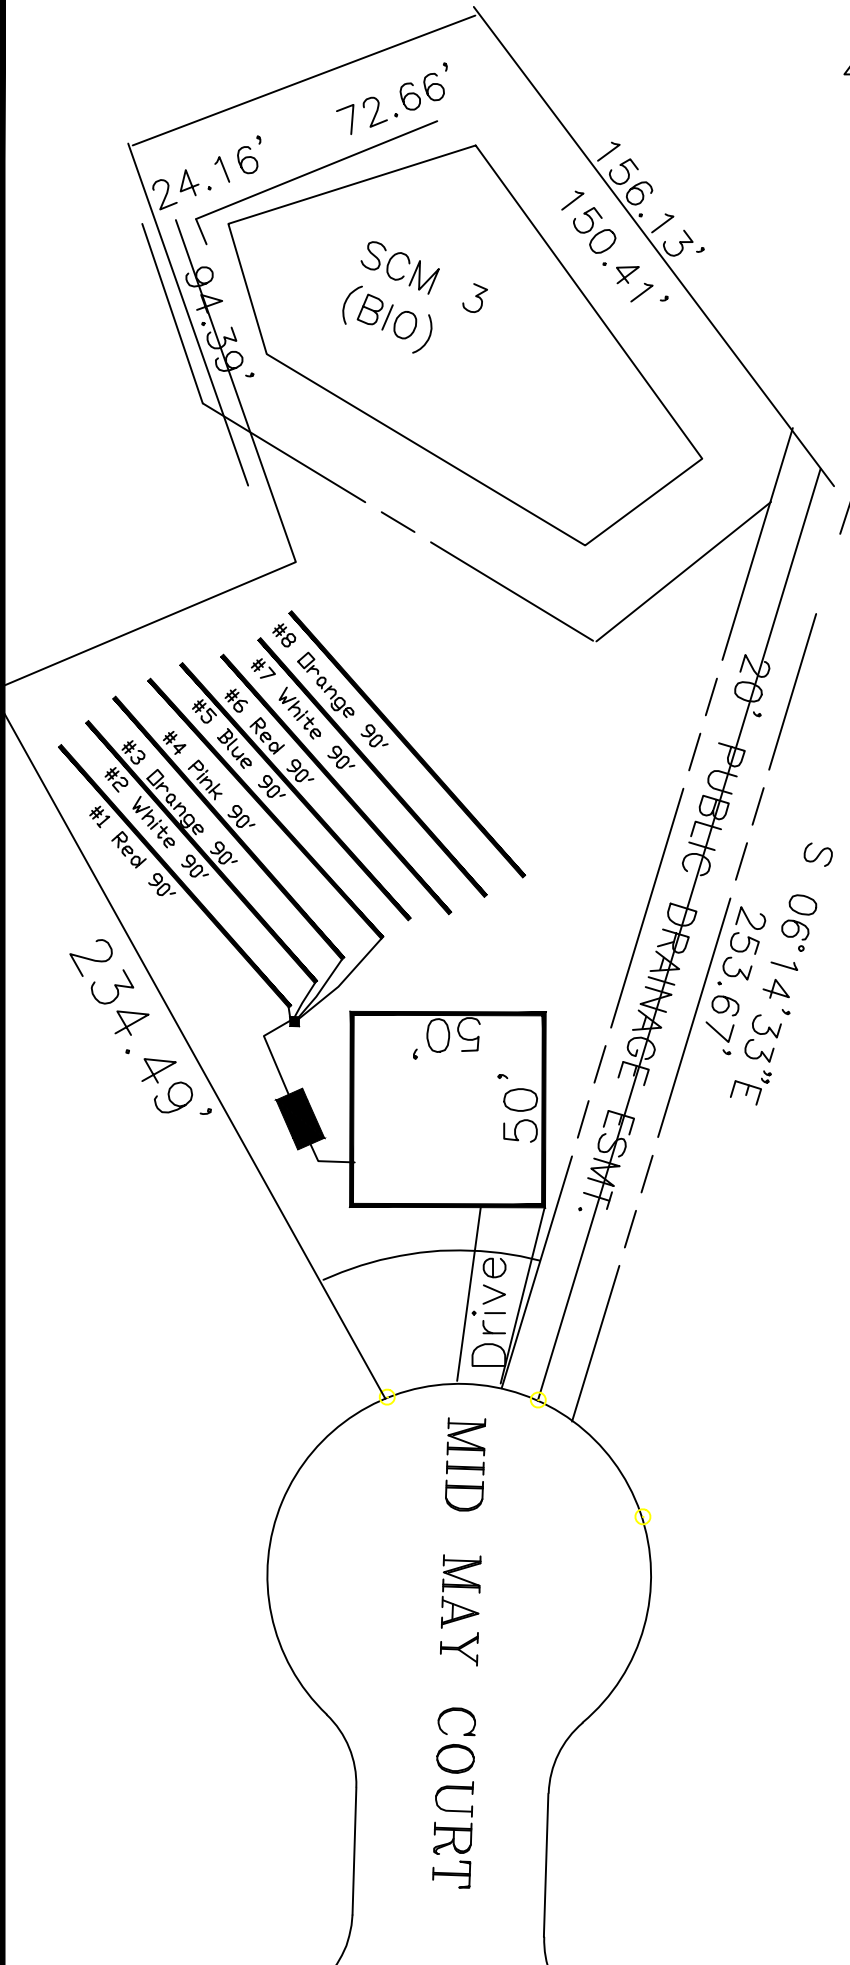 72.66'
24.16'
156.13'
150.41'
94.39'
SCM 3
(BIO)
#8 Orange 90'
#7 White 90'
#6 Red 90'
#5 Blue 90'
#4 Pink 90'
#3 Orange 90'
#2 White 90'
#1 Red 90'
20' PUBLIC DRAINAGE ESMT.
S 06°14'33"E
253.67'
234.49'
50'
50'
Drive
MID MAY COURT